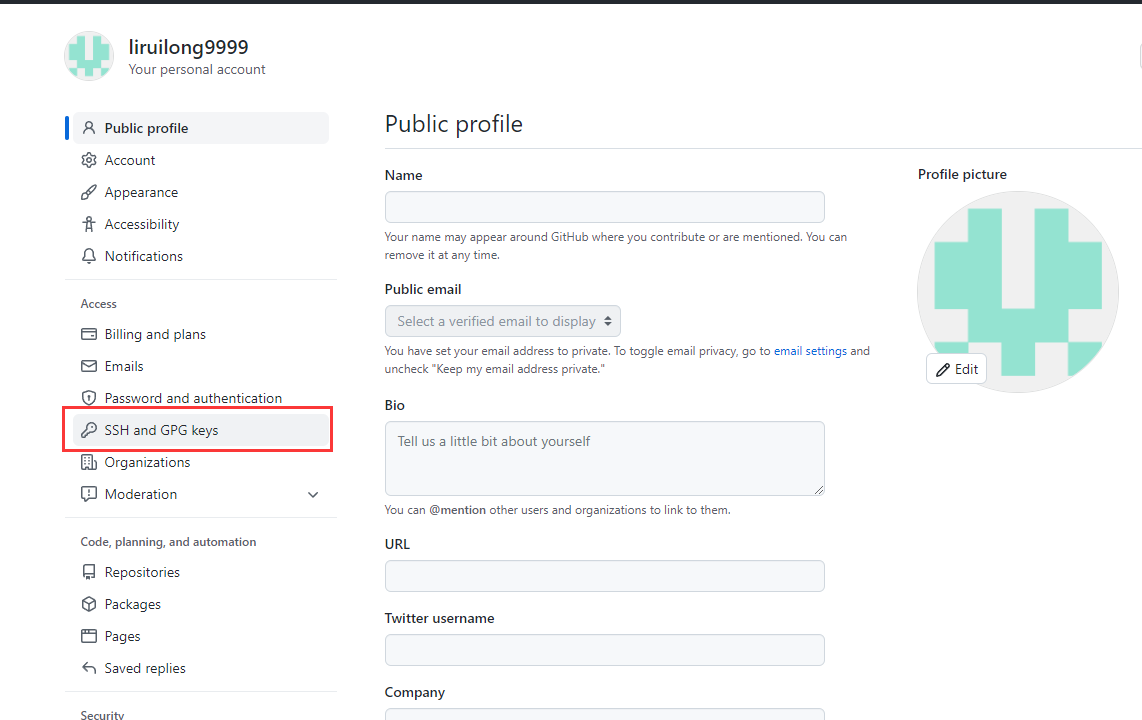 liruilong9999
Your personal account
Public profile
Account
Appearance
Accessibility
Notifications
Access
Billing and plans
Emails
Password and authentication
SSH and GPG keys
Organizations
Moderation
Code, planning, and automation
Repositories
Packages
Pages
Saved replies
Security
Public profile
Name
Your name may appear around GitHub where you contribute or are mentioned. You can
remove it at any time.
Public email
Select a verified email to display
You have set your email address to private. To toggle email privacy, go to email settings and
uncheck "Keep my email address private."
Bio
Tell us a little bit about yourself
You can @mention other users and organizations to link to them.
URL
Twitter username
Company
Profile picture
Edit